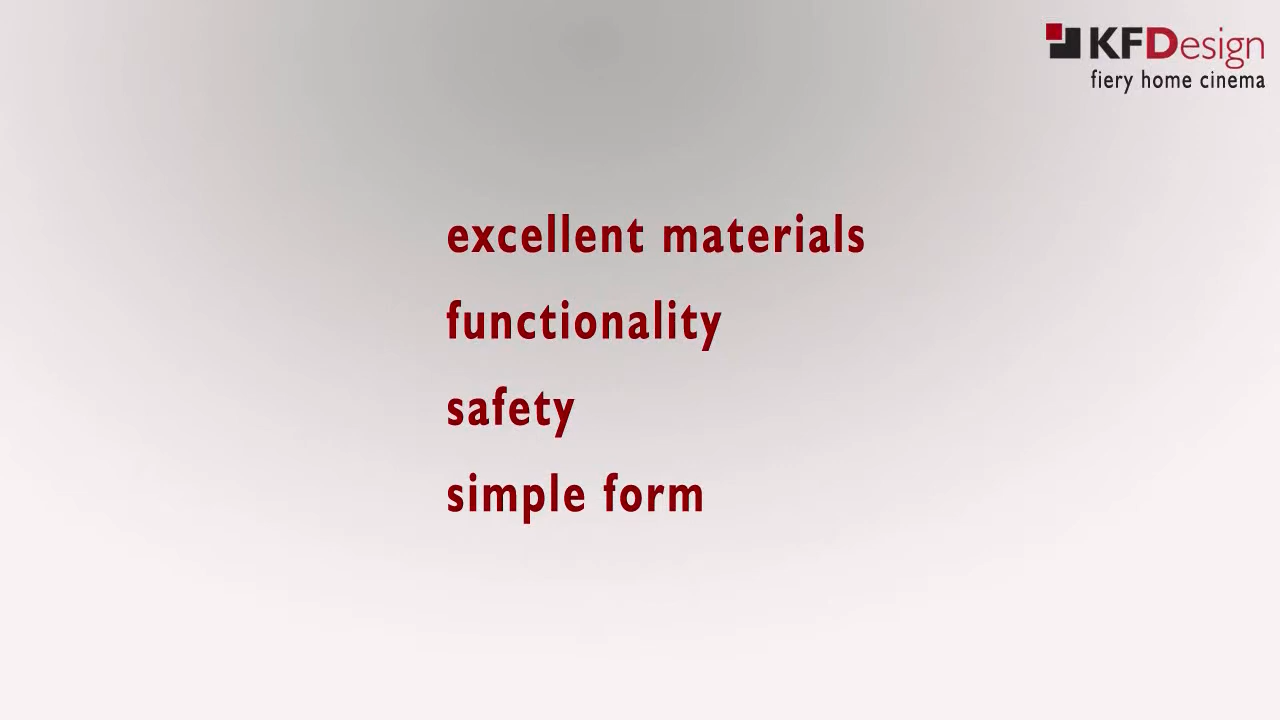 KFDesign
fiery home cinema
excellent materials
functionality
safety
simple form